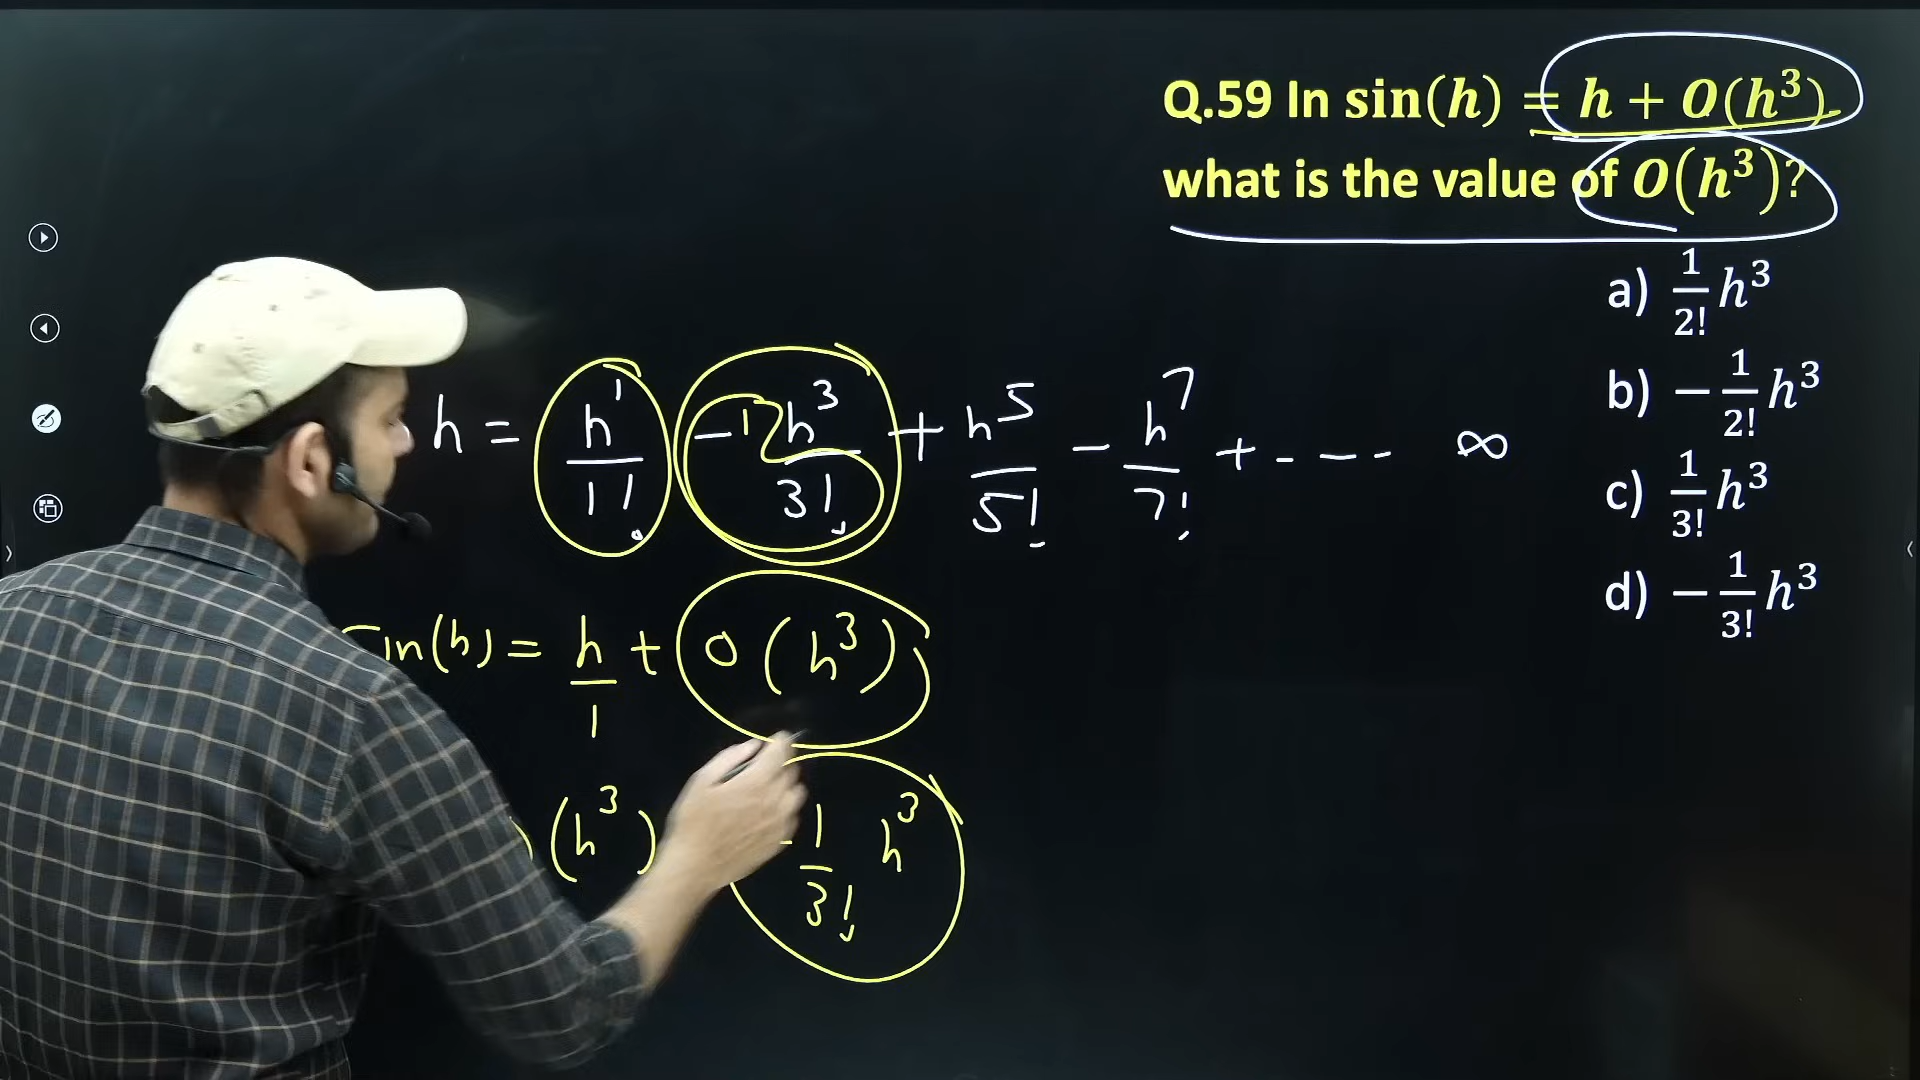 Q.59 In sin(h) = h + O(h³)
what is the value of O(h³)?
a) 1/2! h³
b) − 1/2! h³
c) 1/3! h³
d) − 1/3! h³
h = h¹/1! − 1 h³/3! + h⁵/5! − h⁷/7! + - - - - ∞
in(h) = h/1 + O(h³)
(h³) - 1/3! h³